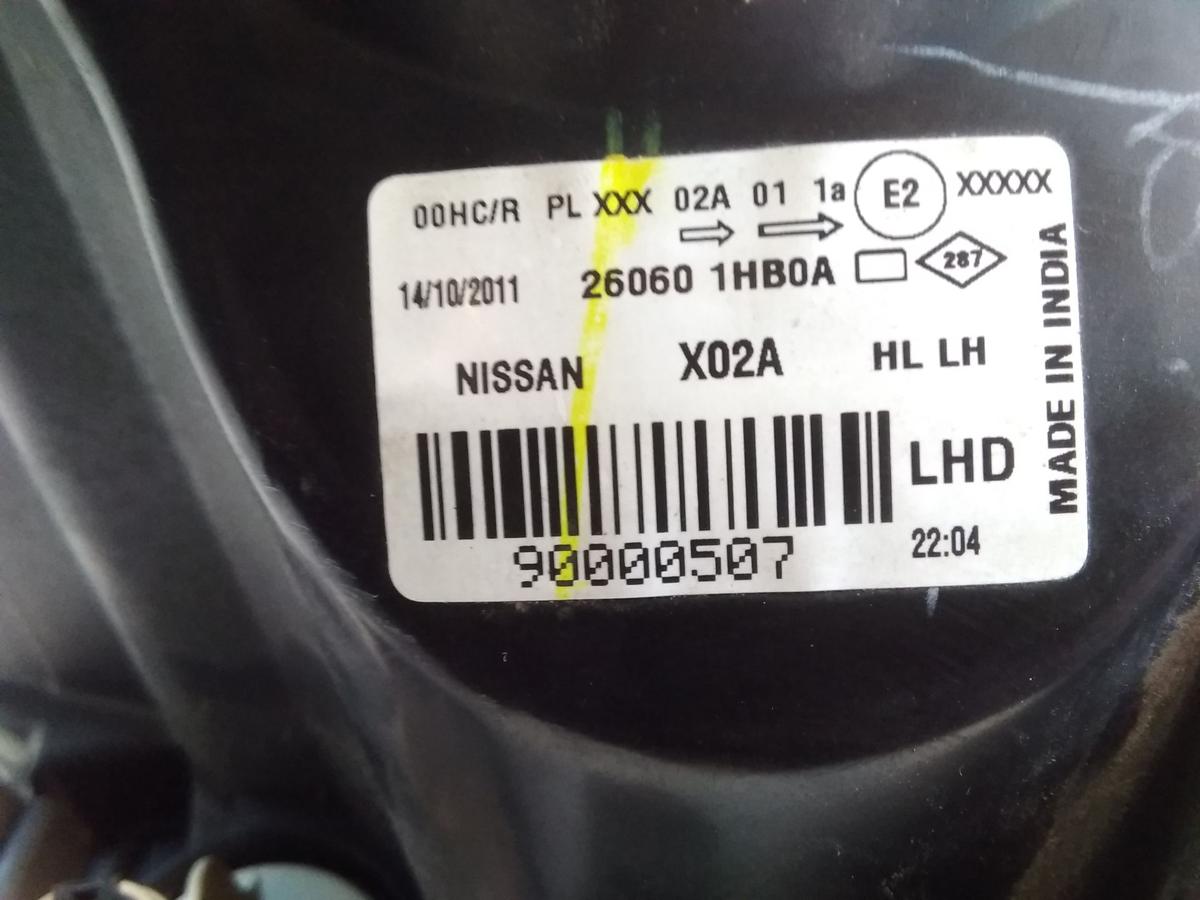 00HC/R PL XXX 02A 01 1a E2 XXXXX
14/10/2011 26060 1HB0A 287
NISSAN X02A HL LH
LHD
90000507 22:04
MADE IN INDIA